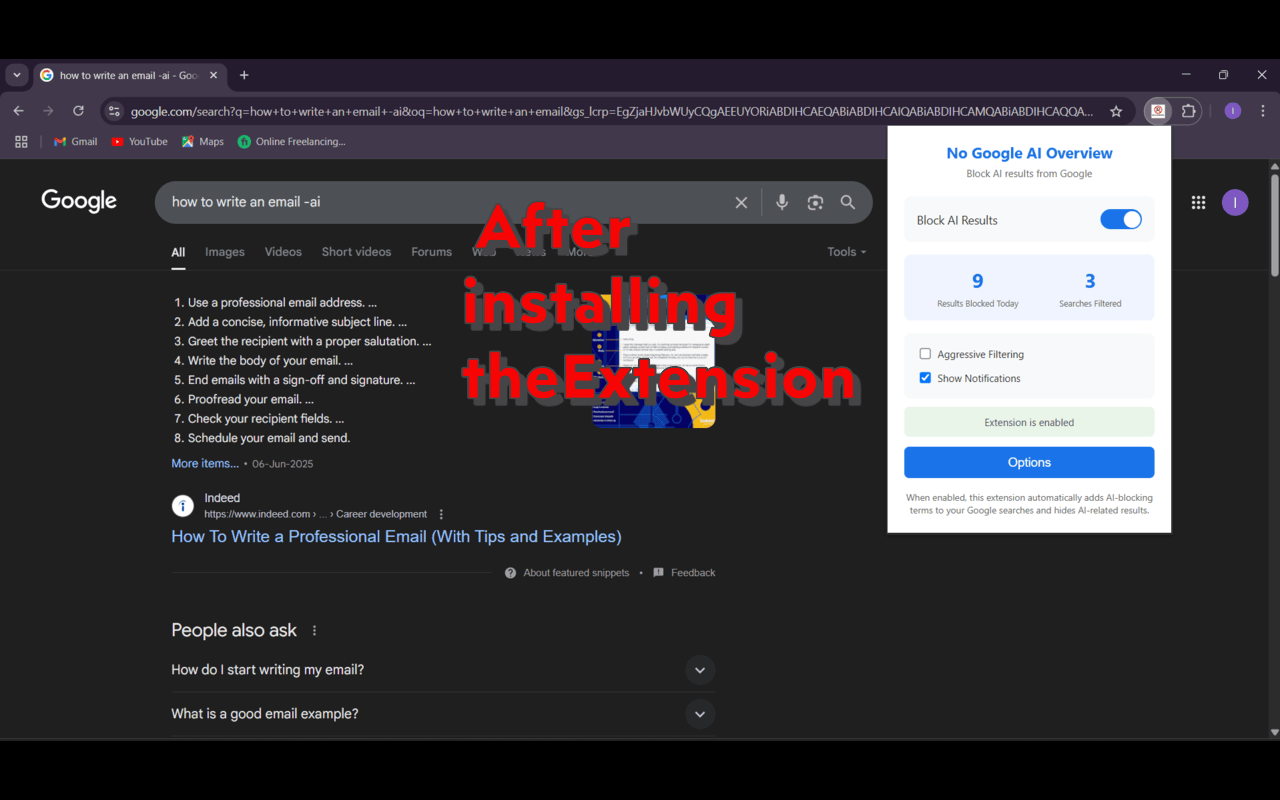 how to write an email -ai - Goo
google.com/search?q=how+to+write+an+email+-ai&oq=how+to+write+an+email&gs_lcrp=EgZjaHJvbWUyCQgAEEUYORiABDIHCAEQABiABDIHCAIQABiABDIHCAMQABiABDIHCAQQA...
I
Gmail
YouTube
Maps
Online Freelancing...
Google
how to write an email -ai
I
All
Images
Videos
Short videos
Forums
Tools
After
installing
theExtension
1. Use a professional email address. ...
2. Add a concise, informative subject line. ...
3. Greet the recipient with a proper salutation. ...
4. Write the body of your email. ...
5. End emails with a sign-off and signature. ...
6. Proofread your email. ...
7. Check your recipient fields. ...
8. Schedule your email and send.
More items... • 06-Jun-2025
Indeed
https://www.indeed.com › ... › Career development
How To Write a Professional Email (With Tips and Examples)
About featured snippets • Feedback
People also ask
How do I start writing my email?
What is a good email example?
No Google AI Overview
Block AI results from Google
Block AI Results
9
Results Blocked Today
3
Searches Filtered
Aggressive Filtering
Show Notifications
Extension is enabled
Options
When enabled, this extension automatically adds AI-blocking
terms to your Google searches and hides AI-related results.